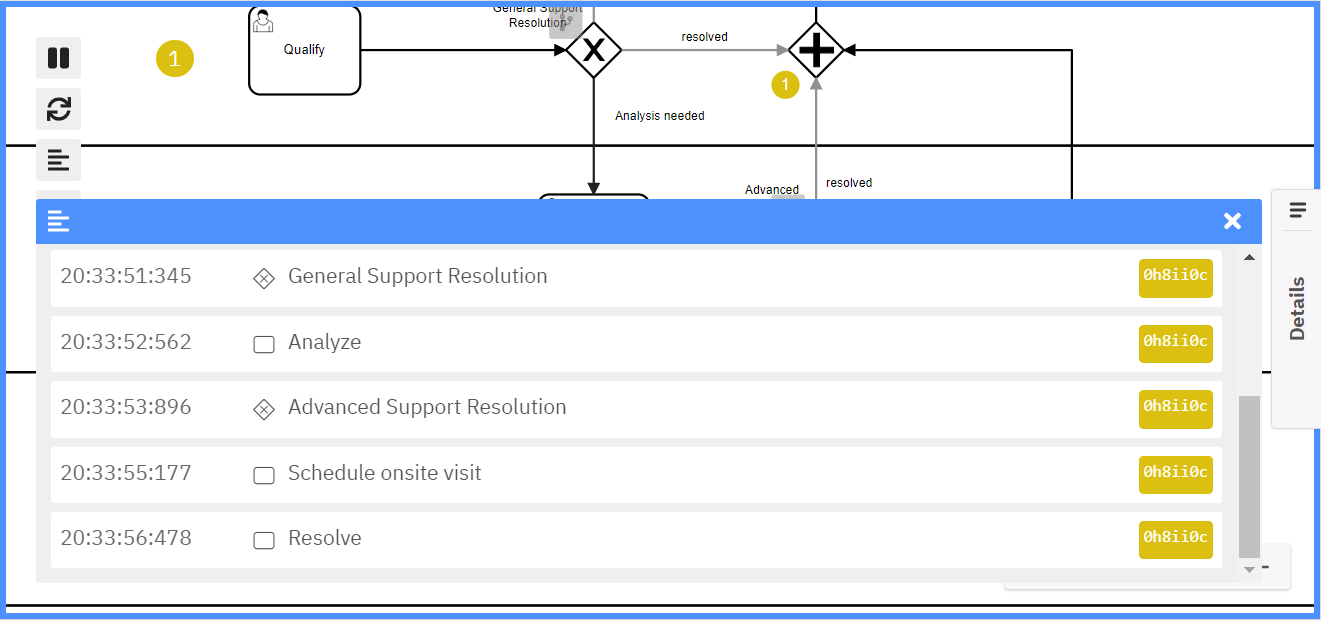 General Support
Resolution
1
Qualify
resolved
1
Analysis needed
Advanced
resolved
20:33:51:345 General Support Resolution 0h8ii0c
20:33:52:562 Analyze 0h8ii0c
20:33:53:896 Advanced Support Resolution 0h8ii0c
20:33:55:177 Schedule onsite visit 0h8ii0c
20:33:56:478 Resolve 0h8ii0c
Details